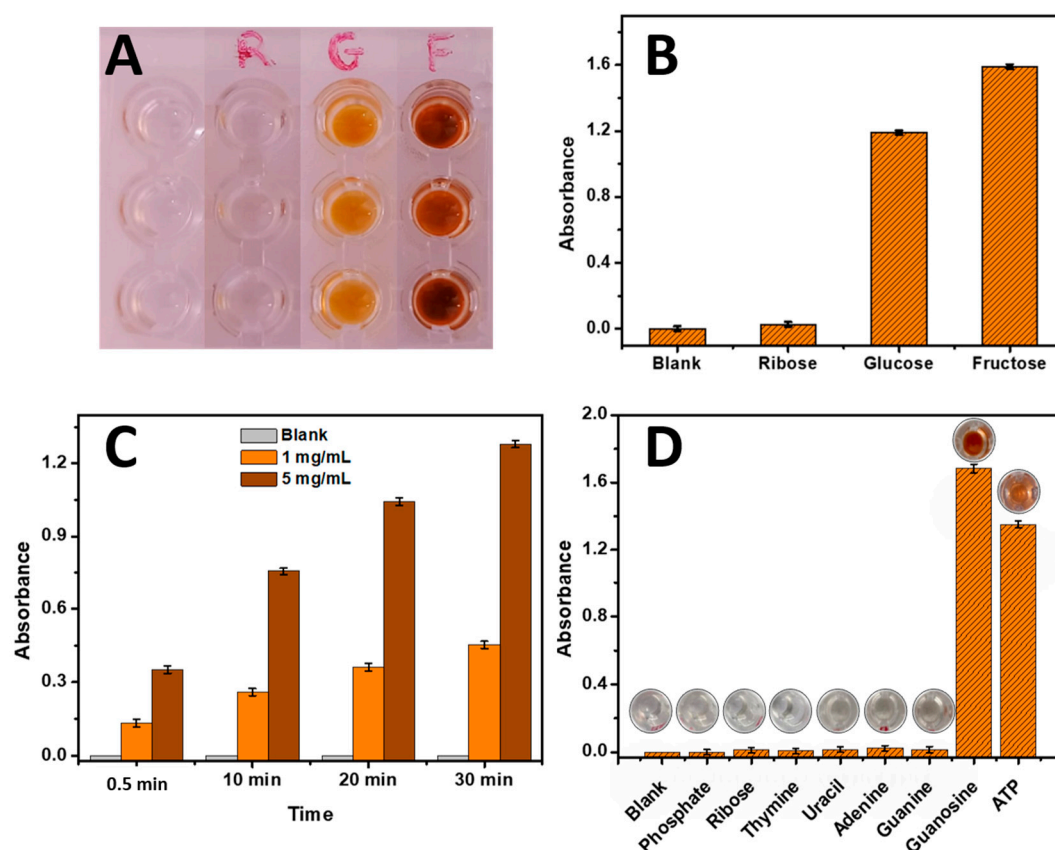 A
R G F
B
Absorbance
1.6
1.2
0.8
0.4
0.0
Blank Ribose Glucose Fructose
C
Blank
1 mg/mL
5 mg/mL
Absorbance
1.2
0.9
0.6
0.3
0.0
0.5 min 10 min 20 min 30 min
Time
D
Absorbance
2.0
1.6
1.2
0.8
0.4
0.0
Blank
Phosphate
Ribose
Thymine
Uracil
Adenine
Guanine
Guanosine
ATP